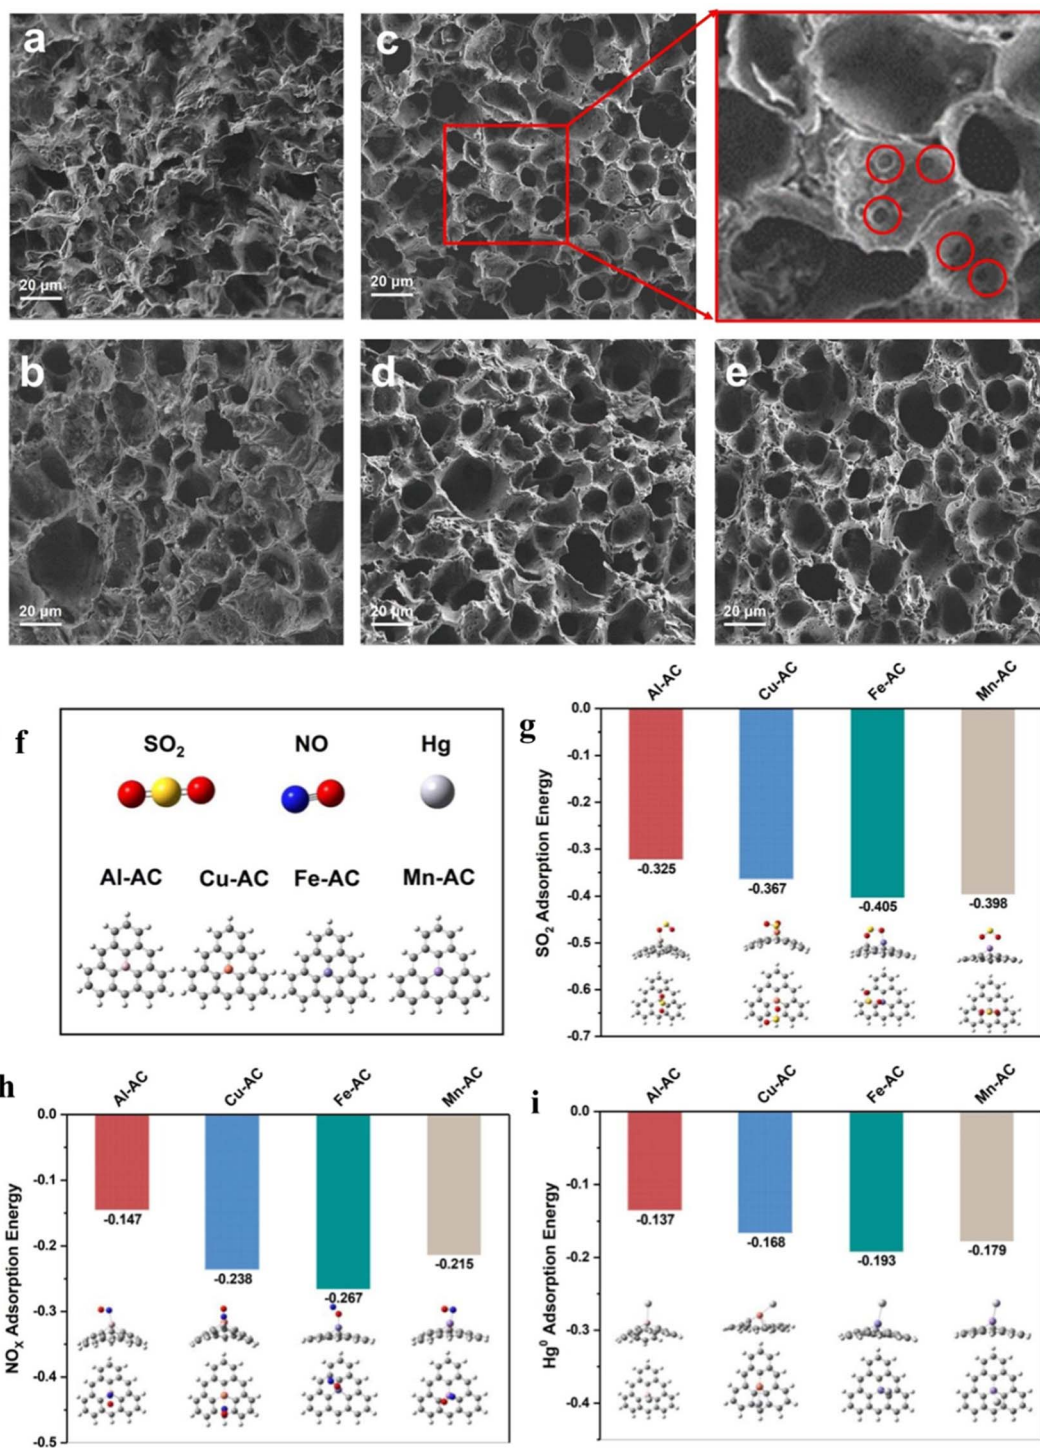 a
c
20 μm
20 μm
b
d
e
20 μm
20 μm
20 μm
f
SO2 NO Hg
Al-AC Cu-AC Fe-AC Mn-AC
g
Al-AC Cu-AC Fe-AC Mn-AC
SO2 Adsorption Energy
0.0
-0.1
-0.2
-0.3
-0.4
-0.5
-0.6
-0.7
-0.325
-0.367
-0.405
-0.398
h
Al-AC Cu-AC Fe-AC Mn-AC
NOX Adsorption Energy
0.0
-0.1
-0.2
-0.3
-0.4
-0.5
-0.147
-0.238
-0.267
-0.215
i
Al-AC Cu-AC Fe-AC Mn-AC
Hg0 Adsorption Energy
0.0
-0.1
-0.2
-0.3
-0.4
-0.137
-0.168
-0.193
-0.179